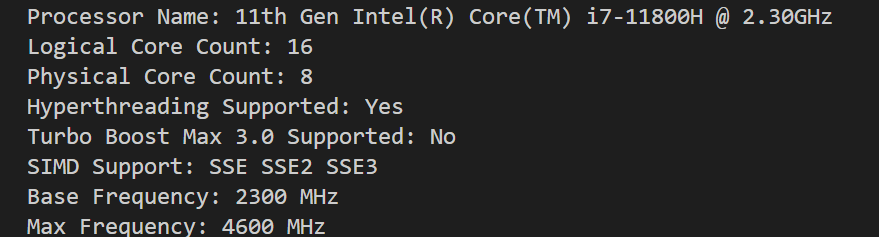 Processor Name: 11th Gen Intel(R) Core(TM) i7-11800H @ 2.30GHz
Logical Core Count: 16
Physical Core Count: 8
Hyperthreading Supported: Yes
Turbo Boost Max 3.0 Supported: No
SIMD Support: SSE SSE2 SSE3
Base Frequency: 2300 MHz
Max Frequency: 4600 MHz